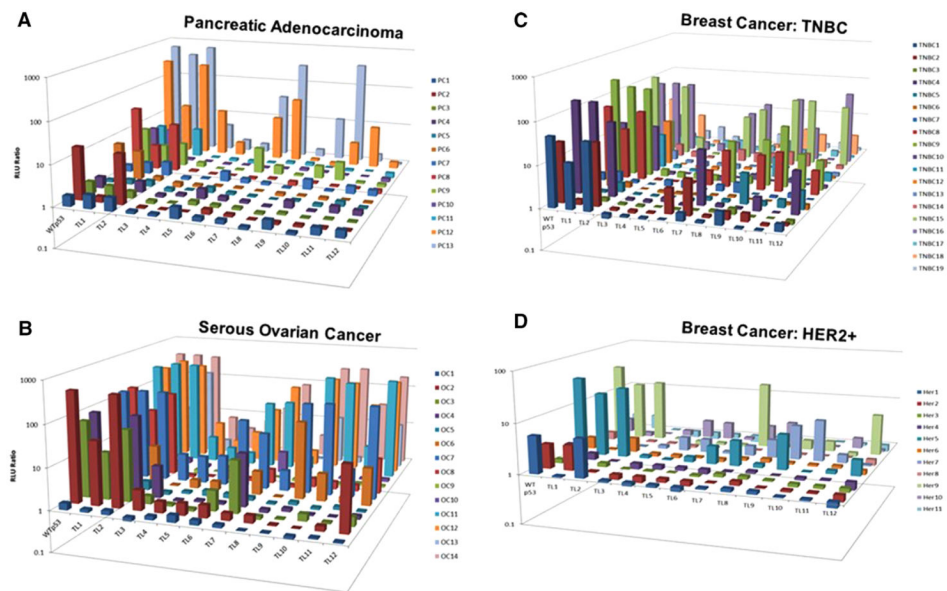 A
Pancreatic Adenocarcinoma
1000
100
10
1
0.1
RLU Ratio
WTp53
TL1
TL2
TL3
TL4
TL5
TL6
TL7
TL8
TL9
TL10
TL11
TL12
PC1
PC2
PC3
PC4
PC5
PC6
PC7
PC8
PC9
PC10
PC11
PC12
PC13
C
Breast Cancer: TNBC
1000
100
10
1
0.1
WT
p53
TL1
TL2
TL3
TL4
TL5
TL6
TL7
TL8
TL9
TL10
TL11
TL12
TNBC1
TNBC2
TNBC3
TNBC4
TNBC5
TNBC6
TNBC7
TNBC8
TNBC9
TNBC10
TNBC11
TNBC12
TNBC13
TNBC14
TNBC15
TNBC16
TNBC17
TNBC18
TNBC19
B
Serous Ovarian Cancer
1000
100
10
1
0.1
RLU Ratio
WTp53
TL1
TL2
TL3
TL4
TL5
TL6
TL7
TL8
TL9
TL10
TL11
TL12
OC1
OC2
OC3
OC4
OC5
OC6
OC7
OC8
OC9
OC10
OC11
OC12
OC13
OC14
D
Breast Cancer: HER2+
100
10
1
0.1
WT
p53
TL1
TL2
TL3
TL4
TL5
TL6
TL7
TL8
TL9
TL10
TL11
TL12
Her1
Her2
Her3
Her4
Her5
Her6
Her7
Her8
Her9
Her10
Her11